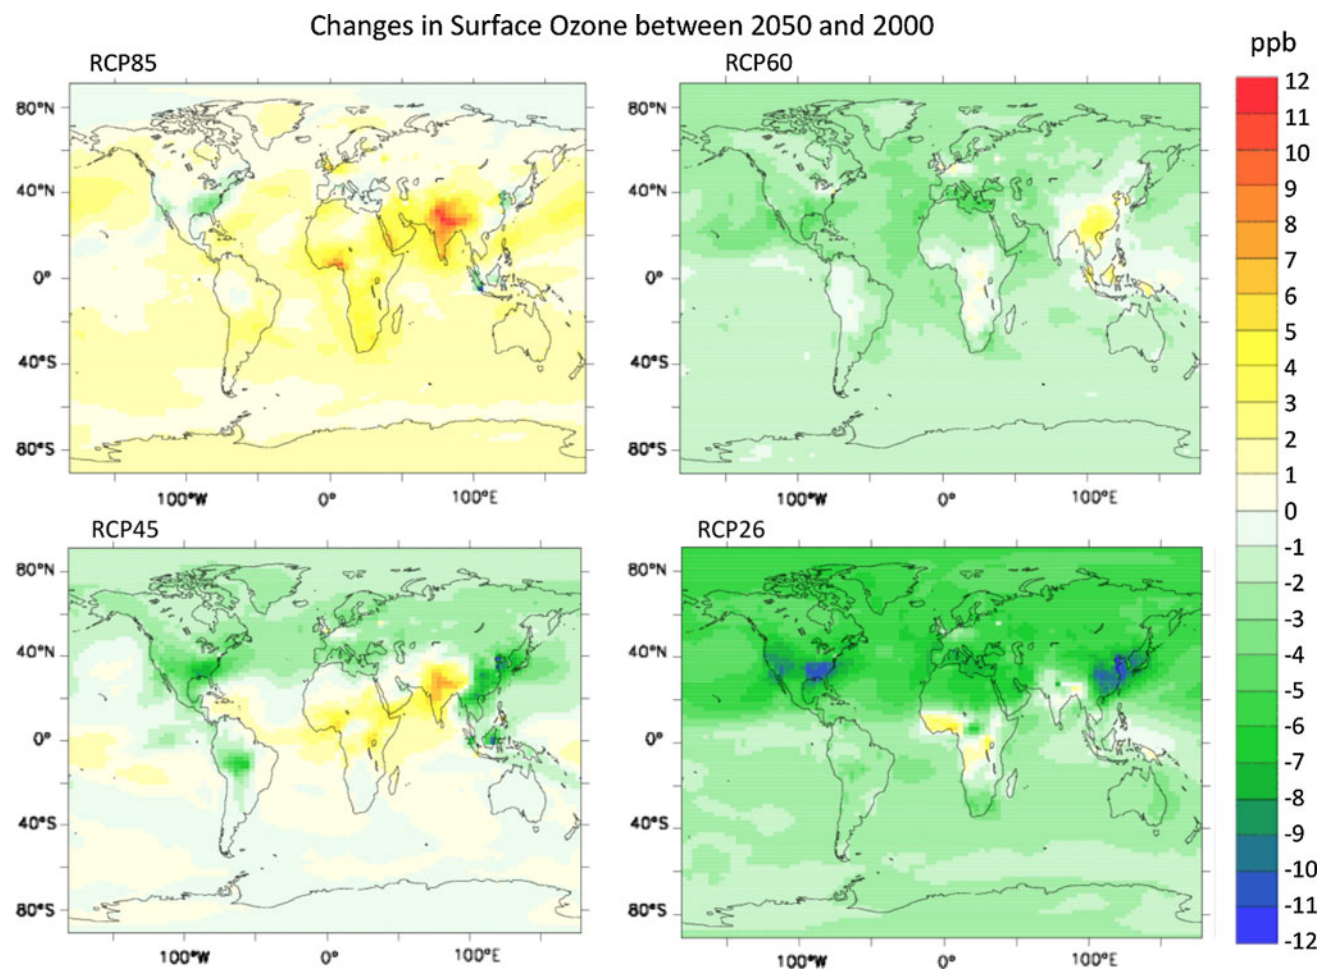 Changes in Surface Ozone between 2050 and 2000
ppb
RCP85
RCP60
80°N
40°N
0°
40°S
80°S
100°W 0° 100°E
80°N
40°N
0°
40°S
80°S
100°W 0° 100°E
RCP45
RCP26
80°N
40°N
0°
40°S
80°S
100°W 0° 100°E
80°N
40°N
0°
40°S
80°S
100°W 0° 100°E
12
11
10
9
8
7
6
5
4
3
2
1
0
-1
-2
-3
-4
-5
-6
-7
-8
-9
-10
-11
-12